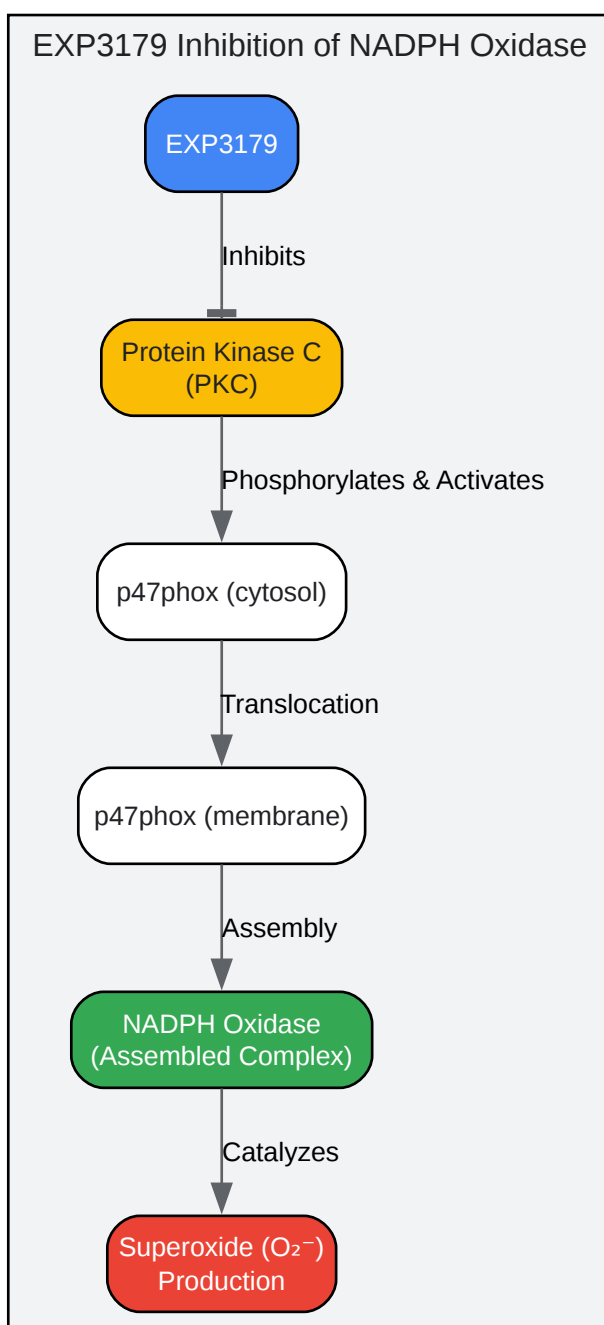 EXP3179 Inhibition of NADPH Oxidase
EXP3179
Inhibits
Protein Kinase C
(PKC)
Phosphorylates & Activates
p47phox (cytosol)
Translocation
p47phox (membrane)
Assembly
NADPH Oxidase
(Assembled Complex)
Catalyzes
Superoxide (O₂⁻)
Production